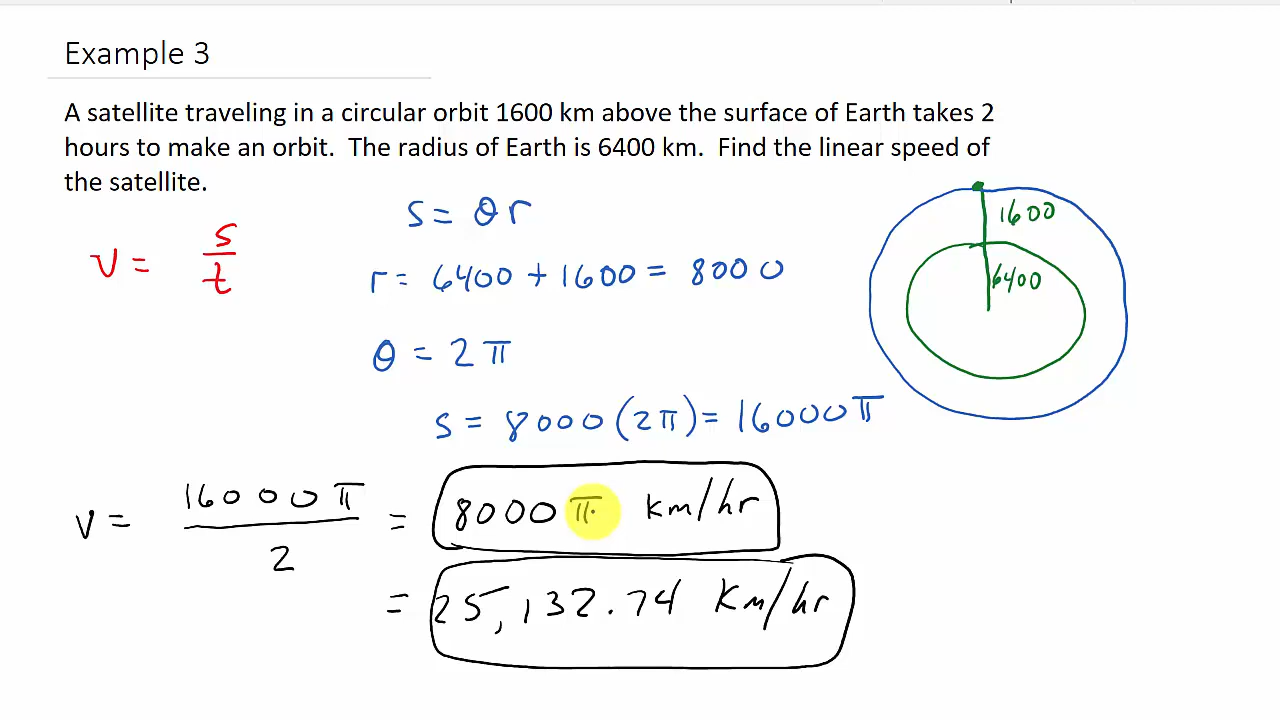 Example 3
A satellite traveling in a circular orbit 1600 km above the surface of Earth takes 2
hours to make an orbit.  The radius of Earth is 6400 km.  Find the linear speed of
the satellite.
v = s/t
s = θ r
r = 6400 + 1600 = 8000
θ = 2π
s = 8000 (2π) = 16000π
1600
6400
v = 16000π/2 = 8000π km/hr
= 25,132.74 km/hr